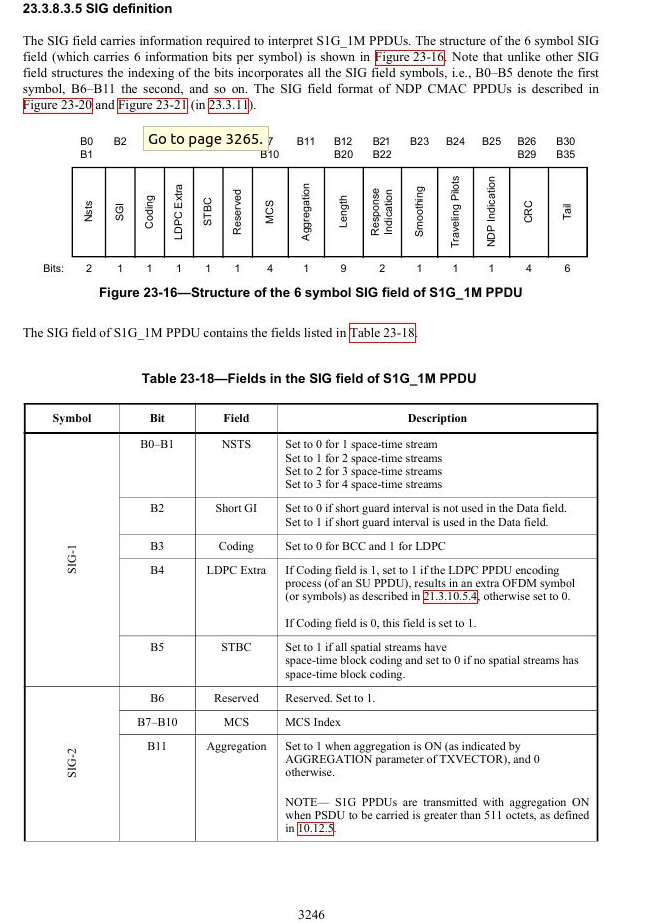 23.3.8.3.5 SIG definition
The SIG field carries information required to interpret S1G_1M PPDUs. The structure of the 6 symbol SIG
field (which carries 6 information bits per symbol) is shown in Figure 23-16. Note that unlike other SIG
field structures the indexing of the bits incorporates all the SIG field symbols, i.e., B0–B5 denote the first
symbol, B6–B11 the second, and so on. The SIG field format of NDP CMAC PPDUs is described in
Figure 23-20 and Figure 23-21 (in 23.3.11).
B0 B2 Go to page 3265. 7 B11 B12 B21 B23 B24 B25 B26 B30
B1 B10 B20 B22 B29 B35
Nsts
SGI
Coding
LDPC Extra
STBC
Reserved
MCS
Aggregation
Length
Response
Indication
Smoothing
Traveling Pilots
NDP Indication
CRC
Tail
Bits: 2 1 1 1 1 1 4 1 9 2 1 1 1 4 6
Figure 23-16—Structure of the 6 symbol SIG field of S1G_1M PPDU
The SIG field of S1G_1M PPDU contains the fields listed in Table 23-18.
Table 23-18—Fields in the SIG field of S1G_1M PPDU
Symbol Bit Field Description
SIG-1
B0–B1 NSTS Set to 0 for 1 space-time stream
Set to 1 for 2 space-time streams
Set to 2 for 3 space-time streams
Set to 3 for 4 space-time streams
B2 Short GI Set to 0 if short guard interval is not used in the Data field.
Set to 1 if short guard interval is used in the Data field.
B3 Coding Set to 0 for BCC and 1 for LDPC
B4 LDPC Extra If Coding field is 1, set to 1 if the LDPC PPDU encoding
process (of an SU PPDU), results in an extra OFDM symbol
(or symbols) as described in 21.3.10.5.4, otherwise set to 0.
If Coding field is 0, this field is set to 1.
B5 STBC Set to 1 if all spatial streams have
space-time block coding and set to 0 if no spatial streams has
space-time block coding.
SIG-2
B6 Reserved Reserved. Set to 1.
B7–B10 MCS MCS Index
B11 Aggregation Set to 1 when aggregation is ON (as indicated by
AGGREGATION parameter of TXVECTOR), and 0
otherwise.
NOTE— S1G PPDUs are transmitted with aggregation ON
when PSDU to be carried is greater than 511 octets, as defined
in 10.12.5.
3246